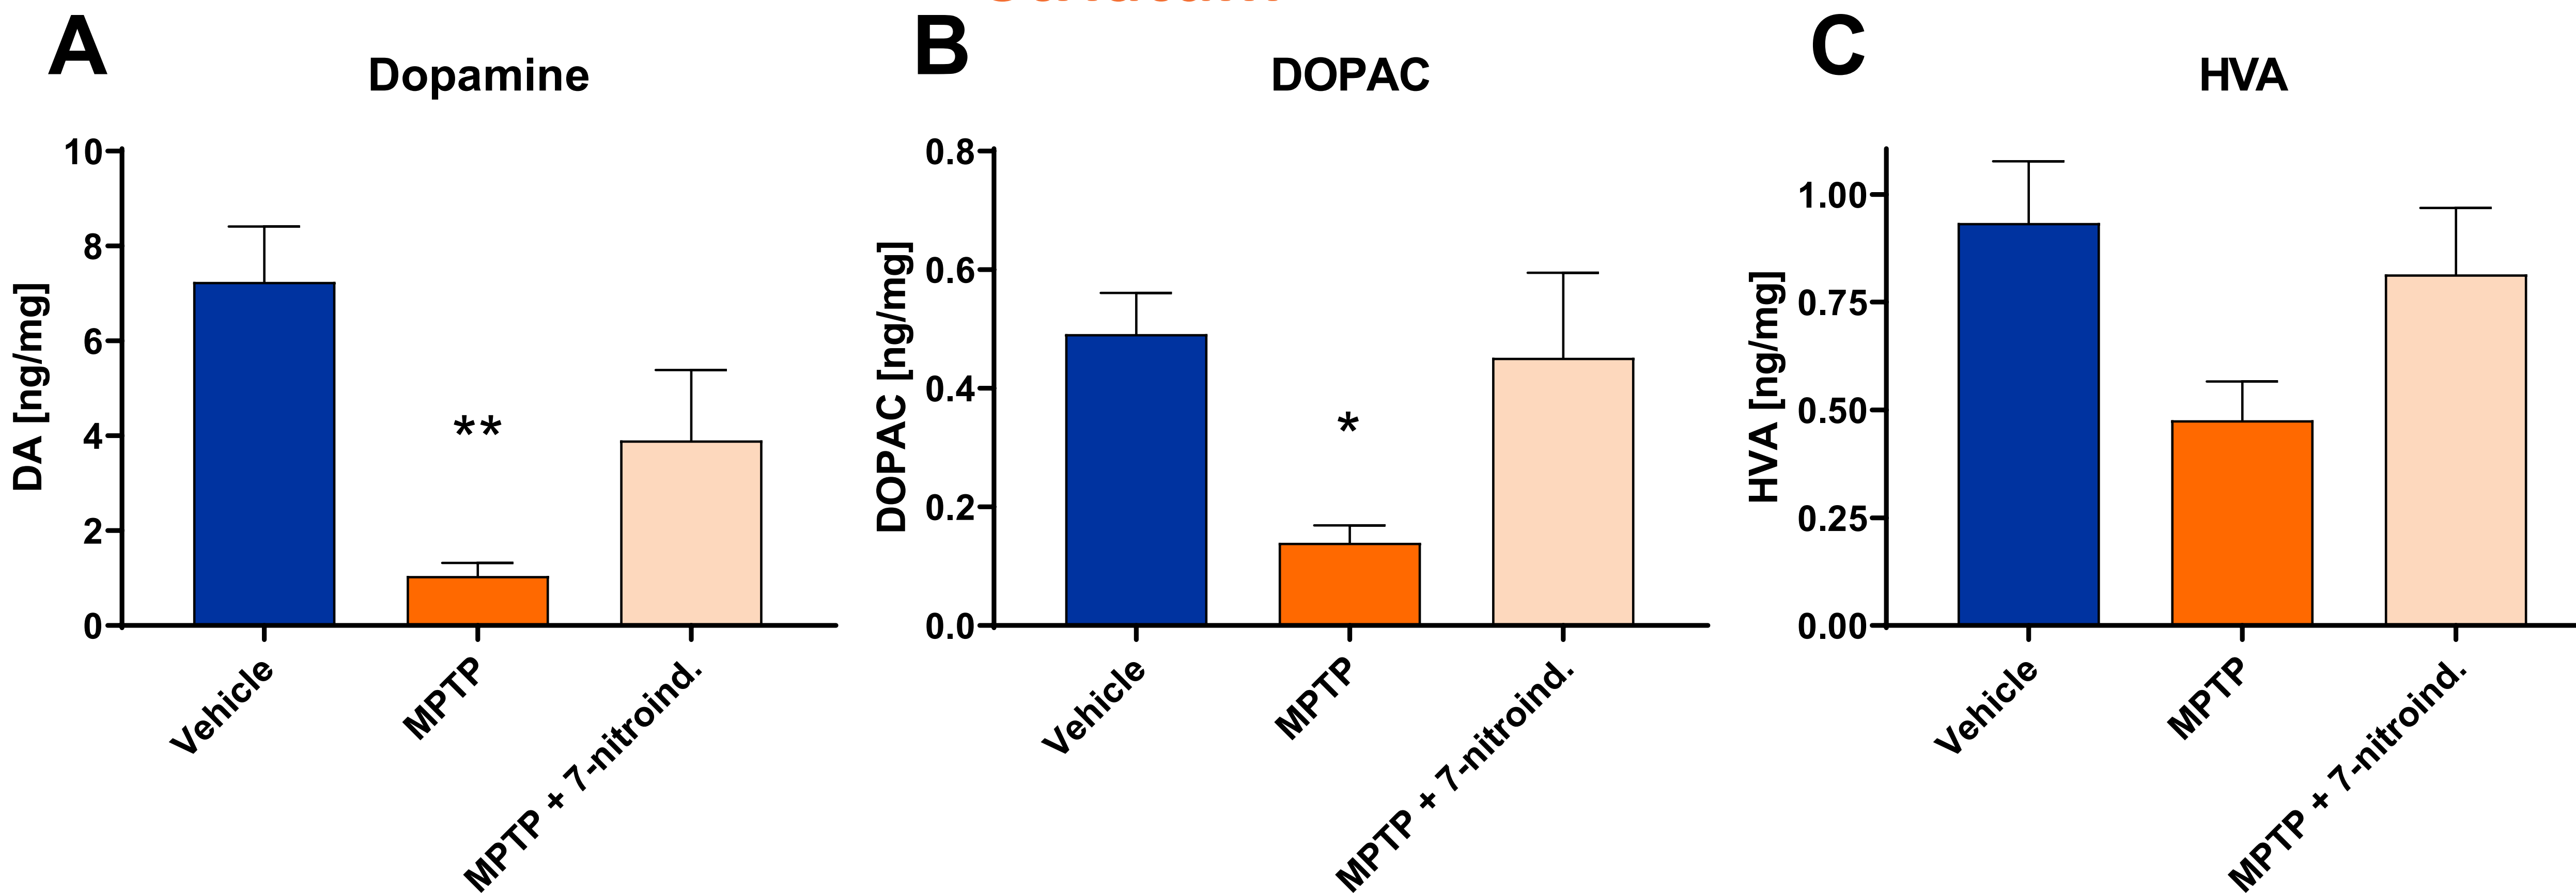 A
Dopamine
DA [ng/mg]
10
8
6
4
2
0
**
Vehicle
MPTP
MPTP + 7-nitroind.
B
DOPAC
DOPAC [ng/mg]
0.8
0.6
0.4
0.2
0.0
*
Vehicle
MPTP
MPTP + 7-nitroind.
C
HVA
HVA [ng/mg]
1.00
0.75
0.50
0.25
0.00
Vehicle
MPTP
MPTP + 7-nitroind.